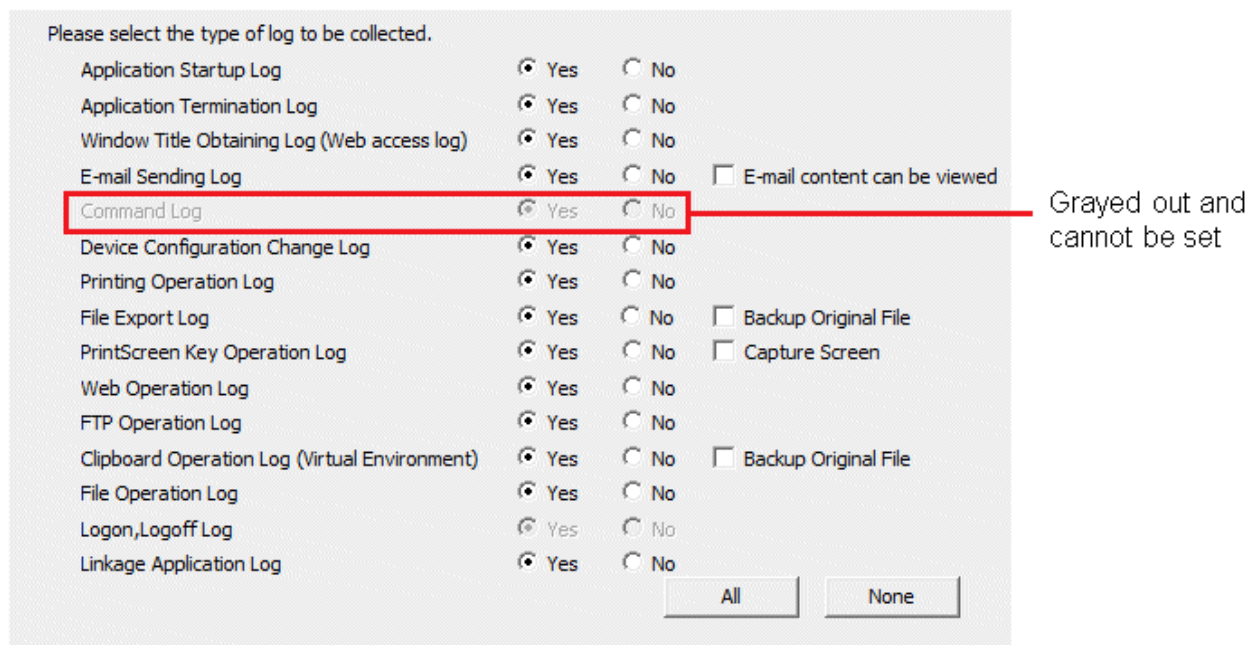 Please select the type of log to be collected.
Application Startup Log Yes No
Application Termination Log Yes No
Window Title Obtaining Log (Web access log) Yes No
E-mail Sending Log Yes No E-mail content can be viewed
Command Log Yes No
Device Configuration Change Log Yes No
Printing Operation Log Yes No
File Export Log Yes No Backup Original File
PrintScreen Key Operation Log Yes No Capture Screen
Web Operation Log Yes No
FTP Operation Log Yes No
Clipboard Operation Log (Virtual Environment) Yes No Backup Original File
File Operation Log Yes No
Logon,Logoff Log Yes No
Linkage Application Log Yes No
All None
Grayed out and
cannot be set